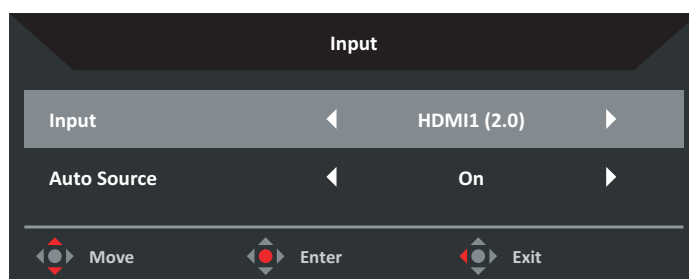 Input
Input HDMI1 (2.0)
Auto Source On
Move Enter Exit